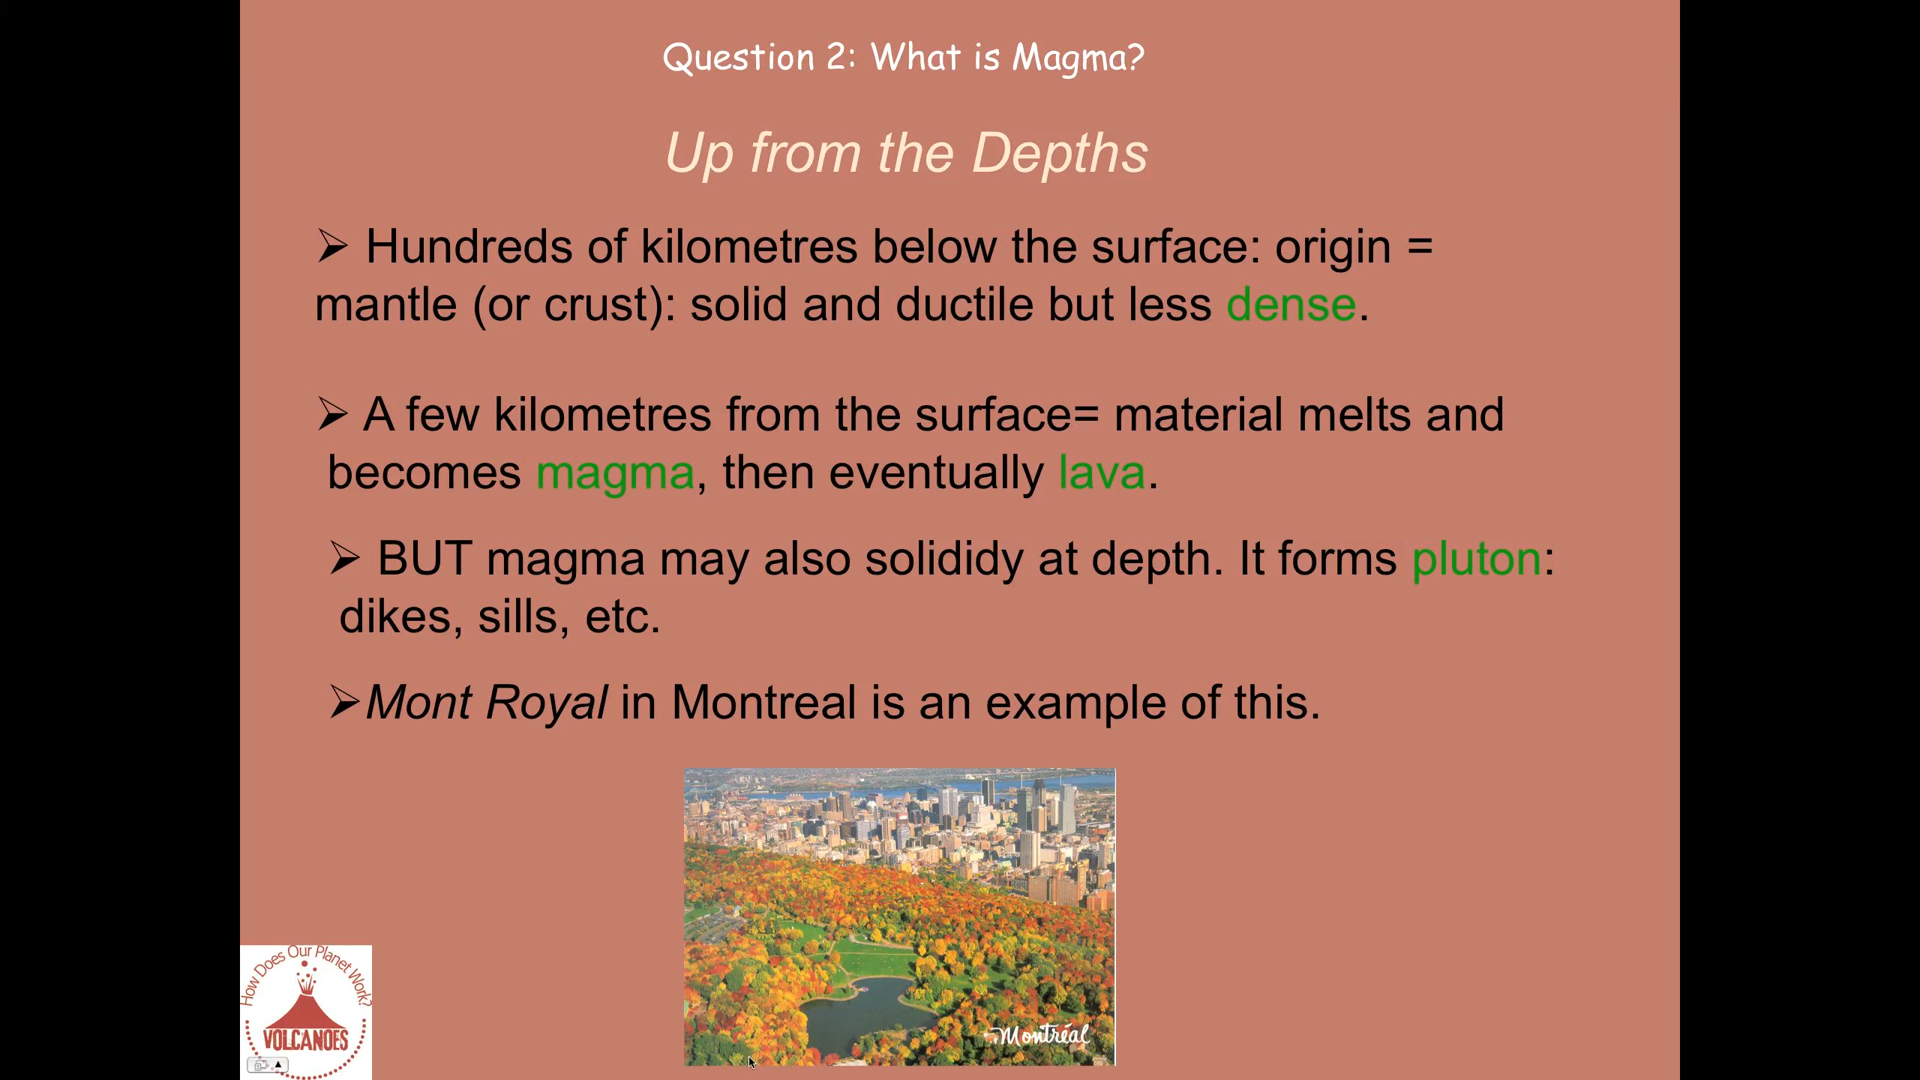 Question 2: What is Magma?
Up from the Depths
➢ Hundreds of kilometres below the surface: origin =
mantle (or crust): solid and ductile but less dense.
➢ A few kilometres from the surface= material melts and
becomes magma, then eventually lava.
➢ BUT magma may also solididy at depth. It forms pluton:
dikes, sills, etc.
➢Mont Royal in Montreal is an example of this.
Montréal
How Does Our Planet Work?
VOLCANOES